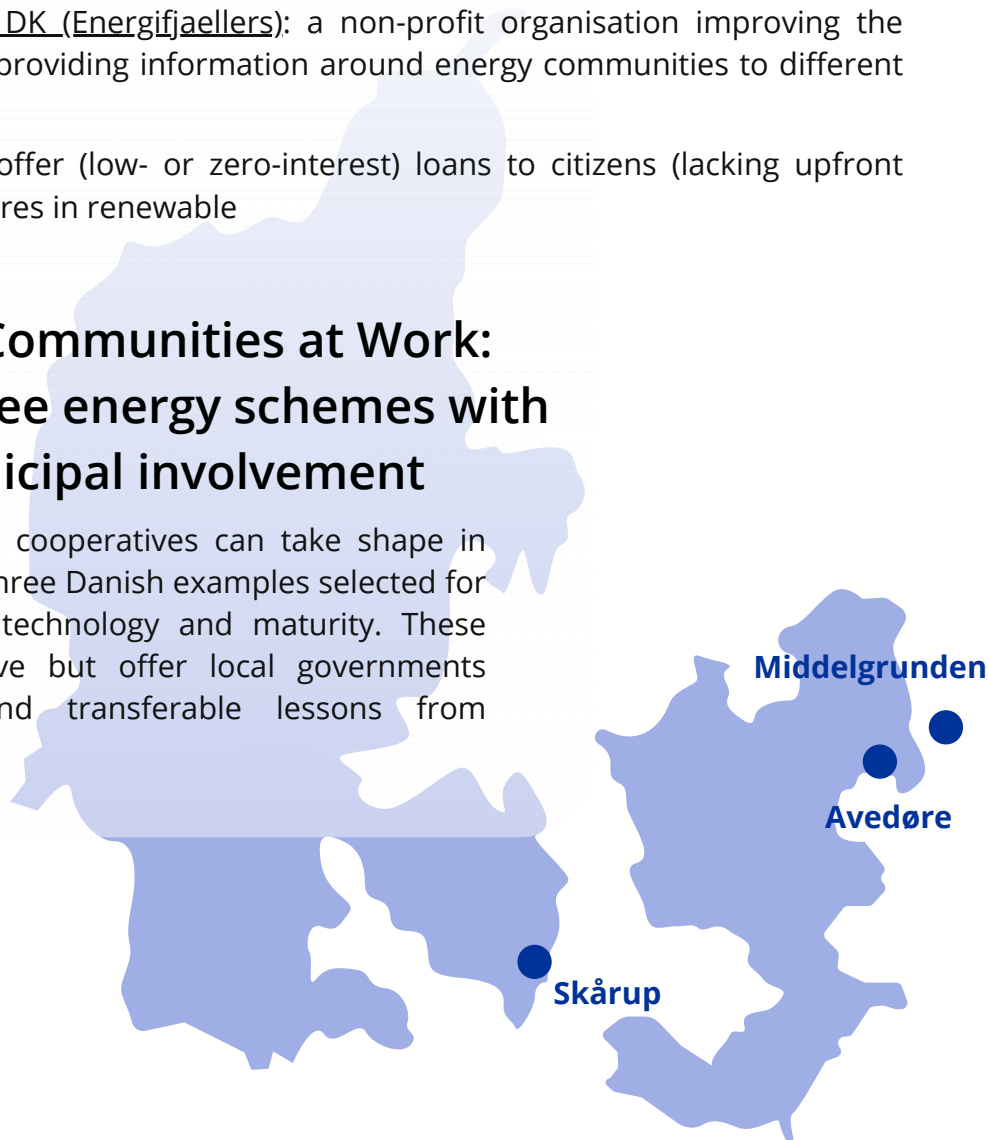 DK (Energifjaellers): a non-profit organisation improving the
providing information around energy communities to different
offer (low- or zero-interest) loans to citizens (lacking upfront
res in renewable
Communities at Work:
ee energy schemes with
icipal involvement
cooperatives can take shape in
hree Danish examples selected for
technology and maturity. These
ve but offer local governments
nd transferable lessons from
Middelgrunden
Avedøre
Skårup